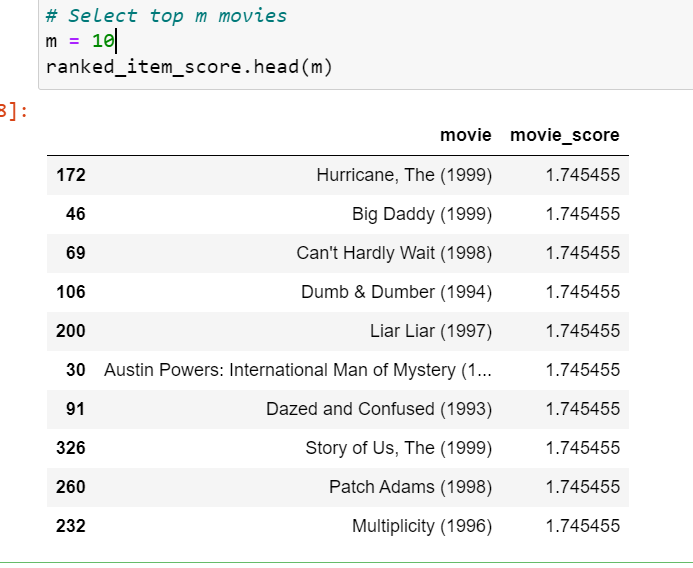 # Select top m movies
m = 10
ranked_item_score.head(m)
8]:
movie movie_score
172 Hurricane, The (1999) 1.745455
46 Big Daddy (1999) 1.745455
69 Can't Hardly Wait (1998) 1.745455
106 Dumb & Dumber (1994) 1.745455
200 Liar Liar (1997) 1.745455
30 Austin Powers: International Man of Mystery (1... 1.745455
91 Dazed and Confused (1993) 1.745455
326 Story of Us, The (1999) 1.745455
260 Patch Adams (1998) 1.745455
232 Multiplicity (1996) 1.745455